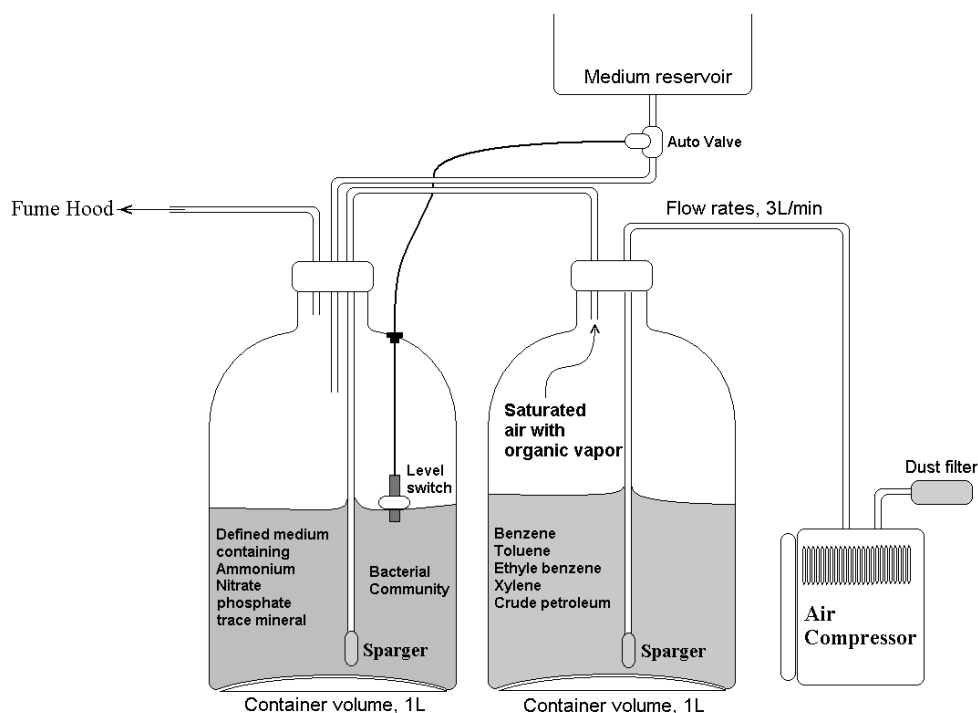 Medium reservoir
Auto Valve
Fume Hood
Flow rates, 3L/min
Saturated
air with
organic vapor
Dust filter
Level
switch
Defined medium
containing
Ammonium
Nitrate
phosphate
trace mineral
Bacterial
Community
Sparger
Benzene
Toluene
Ethyle benzene
Xylene
Crude petroleum
Sparger
Air
Compressor
Container volume, 1L
Container volume, 1L